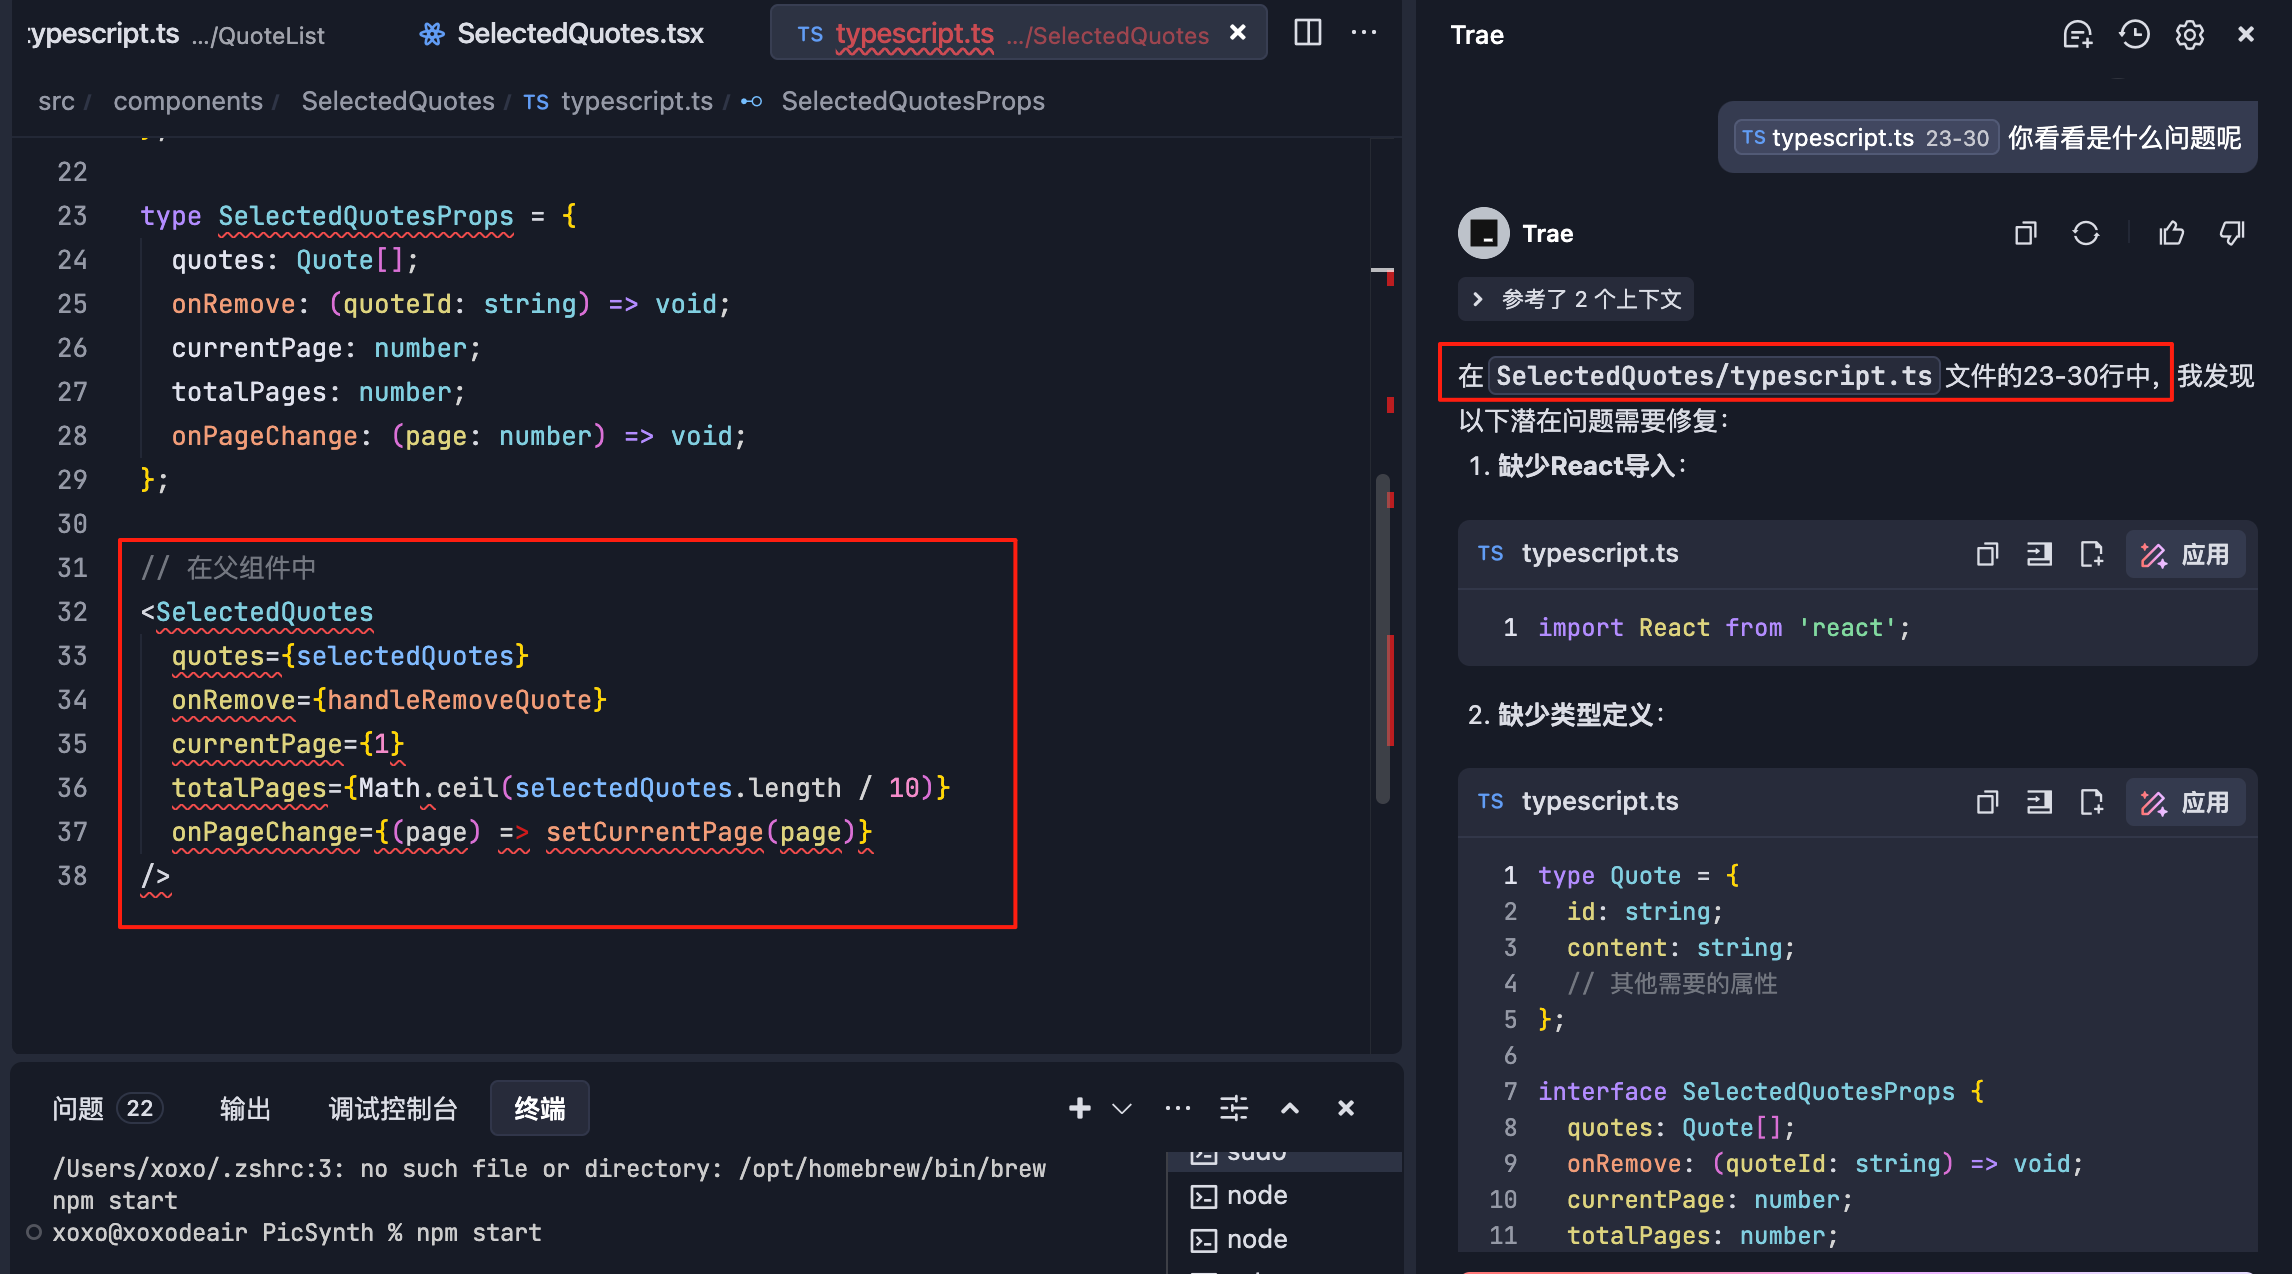 ypescript.ts .../QuoteList
SelectedQuotes.tsx
TS typescript.ts .../SelectedQuotes
src / components / SelectedQuotes / TS typescript.ts / SelectedQuotesProps
22
23 type SelectedQuotesProps = {
24 quotes: Quote[];
25 onRemove: (quoteId: string) => void;
26 currentPage: number;
27 totalPages: number;
28 onPageChange: (page: number) => void;
29 };
30
31 // 在父组件中
32 <SelectedQuotes
33 quotes={selectedQuotes}
34 onRemove={handleRemoveQuote}
35 currentPage={1}
36 totalPages={Math.ceil(selectedQuotes.length / 10)}
37 onPageChange={(page) => setCurrentPage(page)}
38 />
问题 22 输出 调试控制台 终端
/Users/xoxo/.zshrc:3: no such file or directory: /opt/homebrew/bin/brew
npm start
xoxo@xoxodeair PicSynth % npm start
sudo
node
node
Trae
TS typescript.ts 23-30 你看看是什么问题呢
Trae
参考了 2 个上下文
在 SelectedQuotes/typescript.ts 文件的23-30行中，我发现
以下潜在问题需要修复：
1. 缺少React导入：
TS typescript.ts 应用
1 import React from 'react';
2. 缺少类型定义：
TS typescript.ts 应用
1 type Quote = {
2 id: string;
3 content: string;
4 // 其他需要的属性
5 };
6
7 interface SelectedQuotesProps {
8 quotes: Quote[];
9 onRemove: (quoteId: string) => void;
10 currentPage: number;
11 totalPages: number;